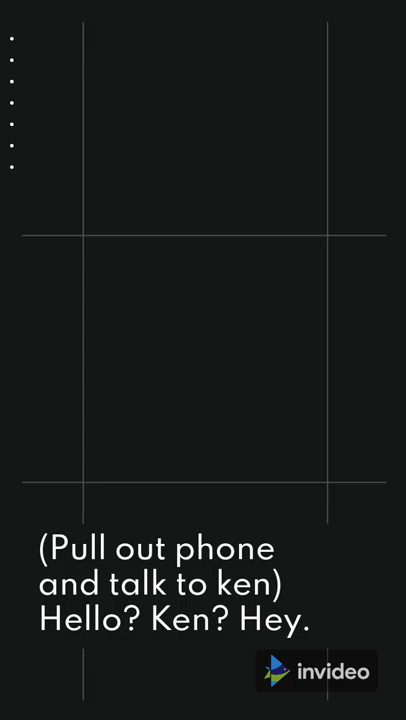 (Pull out phone
and talk to ken)
Hello? Ken? Hey.
invideo